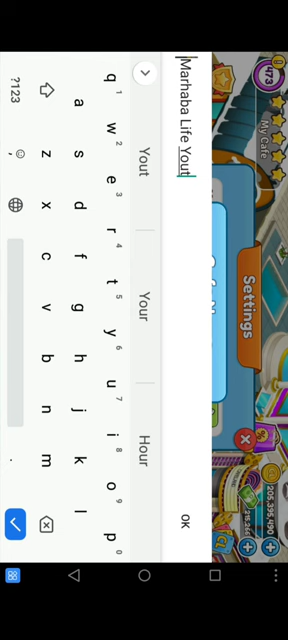 473
My Cafe
Settings
205,395,490
Marhaba Life Yout
OK
Yout
Your
Hour
q 1 w 2 e 3 r 4 t 5 y 6 u 7 i 8 o 9 p 0
a s d f g h j k l
z x c v b n m
?123 , .